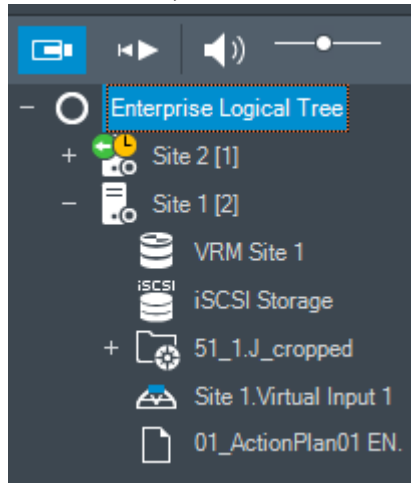 Enterprise Logical Tree
Site 2 [1]
Site 1 [2]
VRM Site 1
iSCSI
iSCSI Storage
51_1.J_cropped
Site 1.Virtual Input 1
01_ActionPlan01 EN.